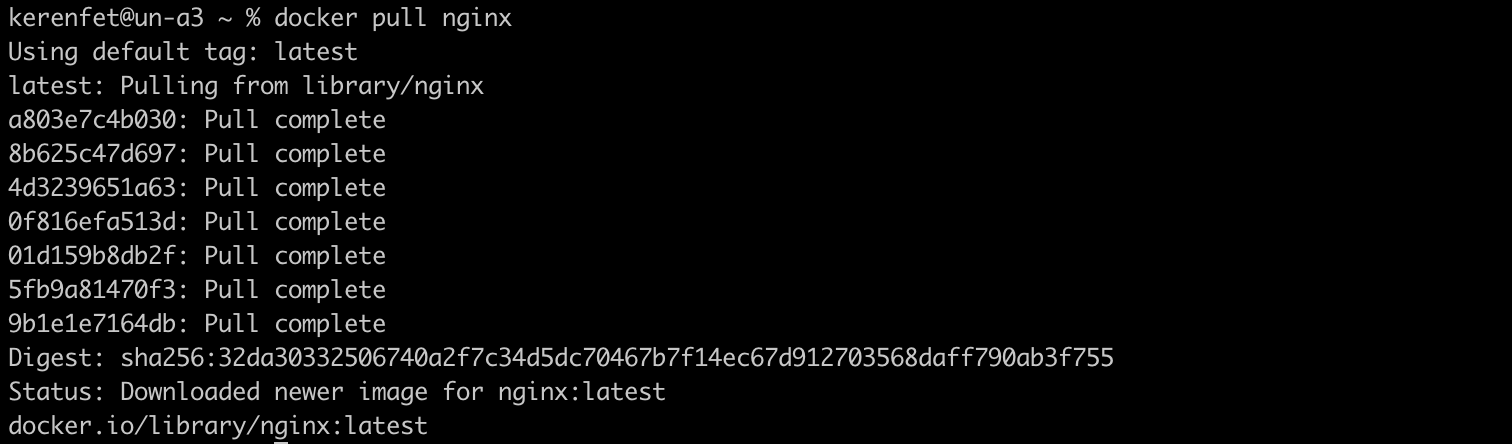 kerenfet@un-a3 ~ % docker pull nginx
Using default tag: latest
latest: Pulling from library/nginx
a803e7c4b030: Pull complete
8b625c47d697: Pull complete
4d3239651a63: Pull complete
0f816efa513d: Pull complete
01d159b8db2f: Pull complete
5fb9a81470f3: Pull complete
9b1e1e7164db: Pull complete
Digest: sha256:32da30332506740a2f7c34d5dc70467b7f14ec67d912703568daff790ab3f755
Status: Downloaded newer image for nginx:latest
docker.io/library/nginx:latest